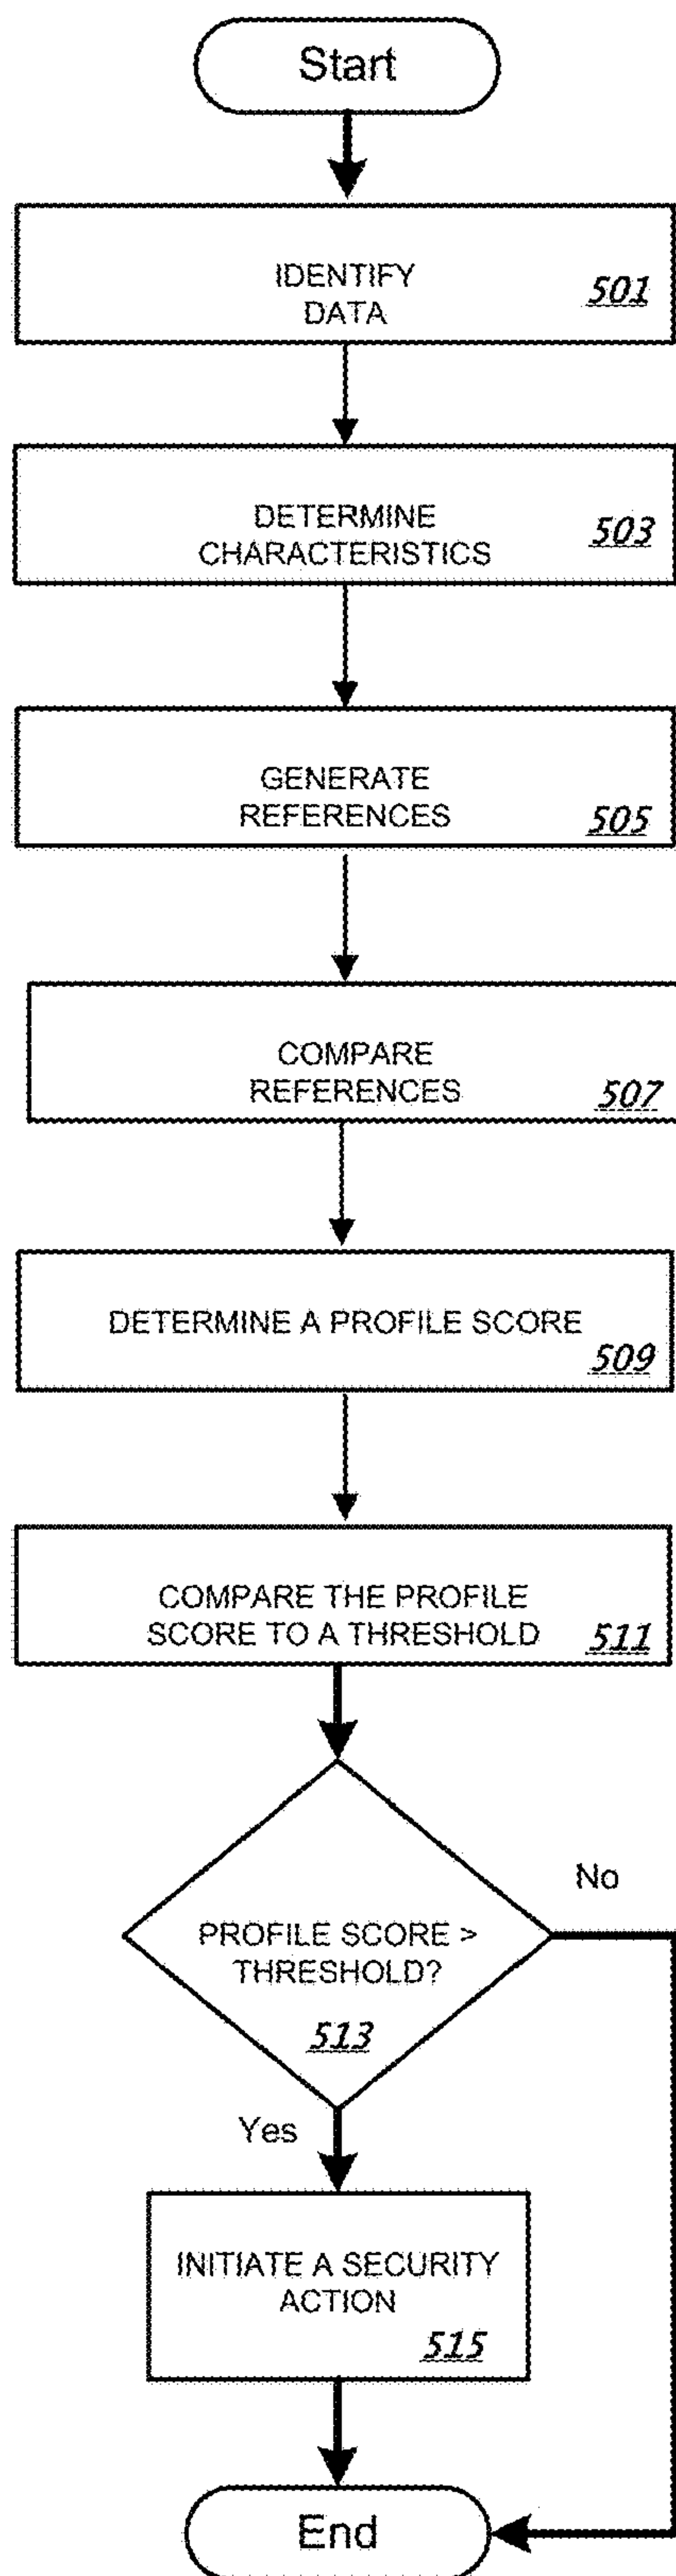 Start
IDENTIFY
DATA
501
DETERMINE
CHARACTERISTICS
503
GENERATE
REFERENCES
505
COMPARE
REFERENCES
507
DETERMINE A PROFILE SCORE
509
COMPARE THE PROFILE
SCORE TO A THRESHOLD
511
No
PROFILE SCORE >
THRESHOLD?
513
Yes
INITIATE A SECURITY
ACTION
515
End